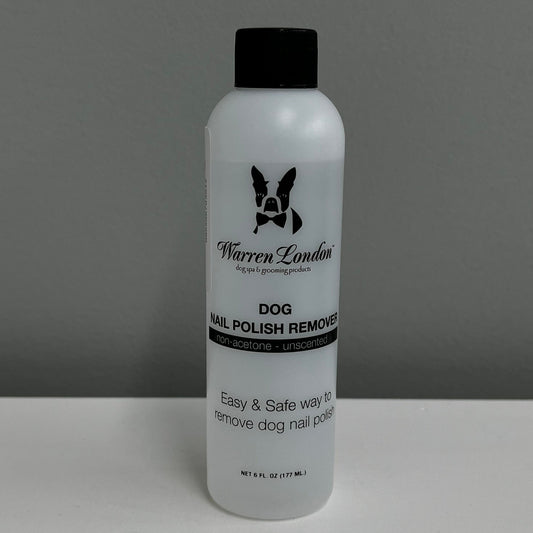 Warren London™
dog spa & grooming products
DOG
NAIL POLISH REMOVER
non-acetone - unscented
Easy & Safe way to
remove dog nail polish
NET 6 FL. OZ (177 ML.)